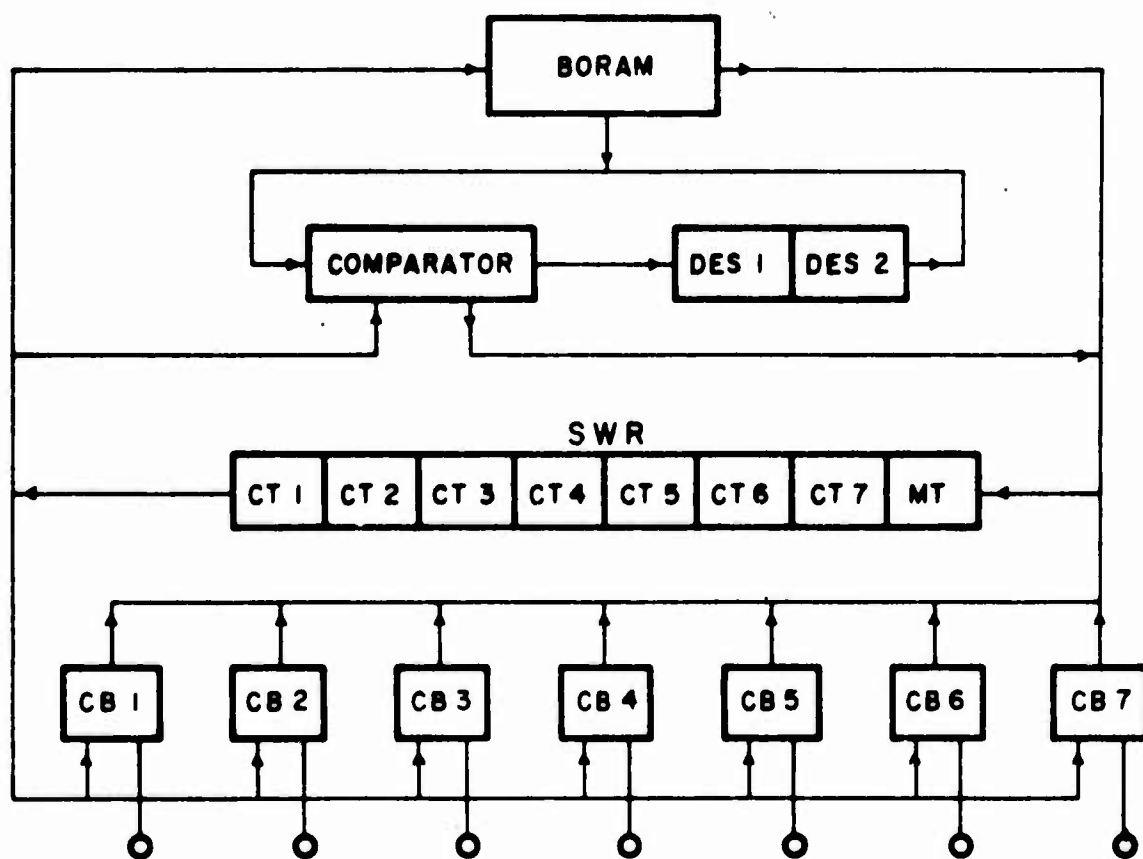 BORAM
COMPARATOR DES 1 DES 2
SWR
CT 1 CT 2 CT 3 CT 4 CT 5 CT 6 CT 7 MT
CB 1 CB 2 CB 3 CB 4 CB 5 CB 6 CB 7